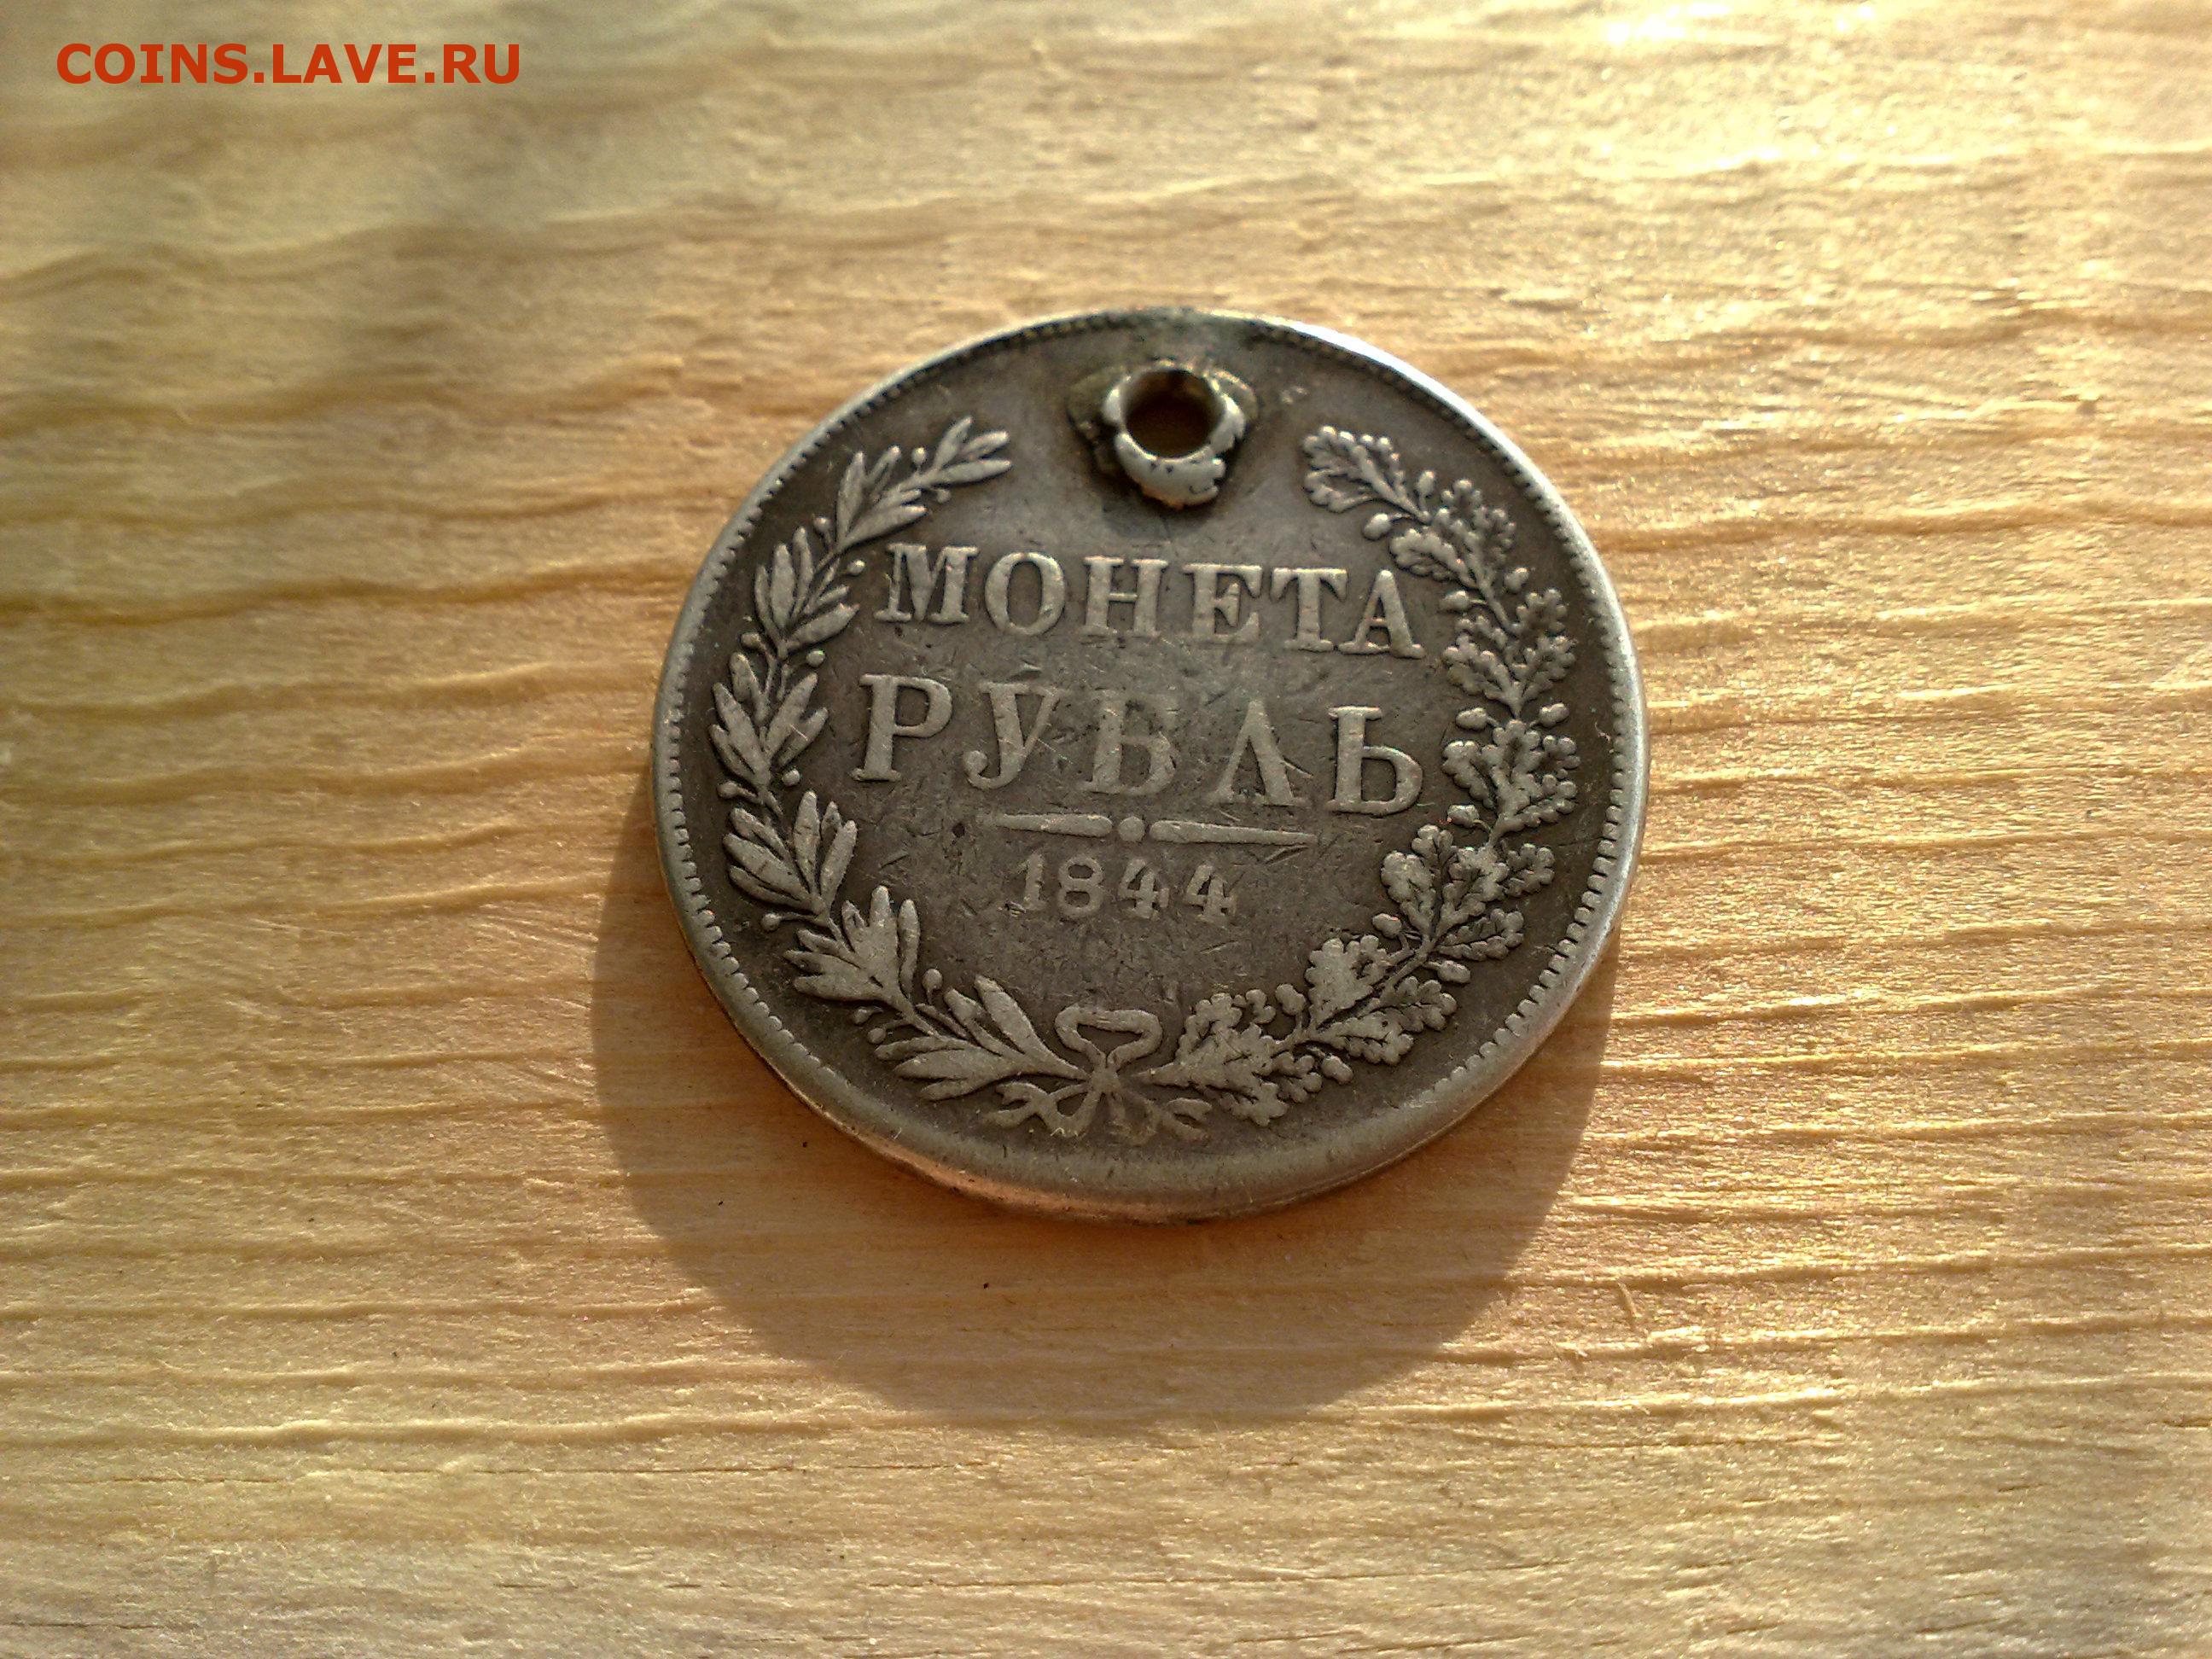 COINS.LAVE.RU
МОНЕТА
РУБЛЬ
1844